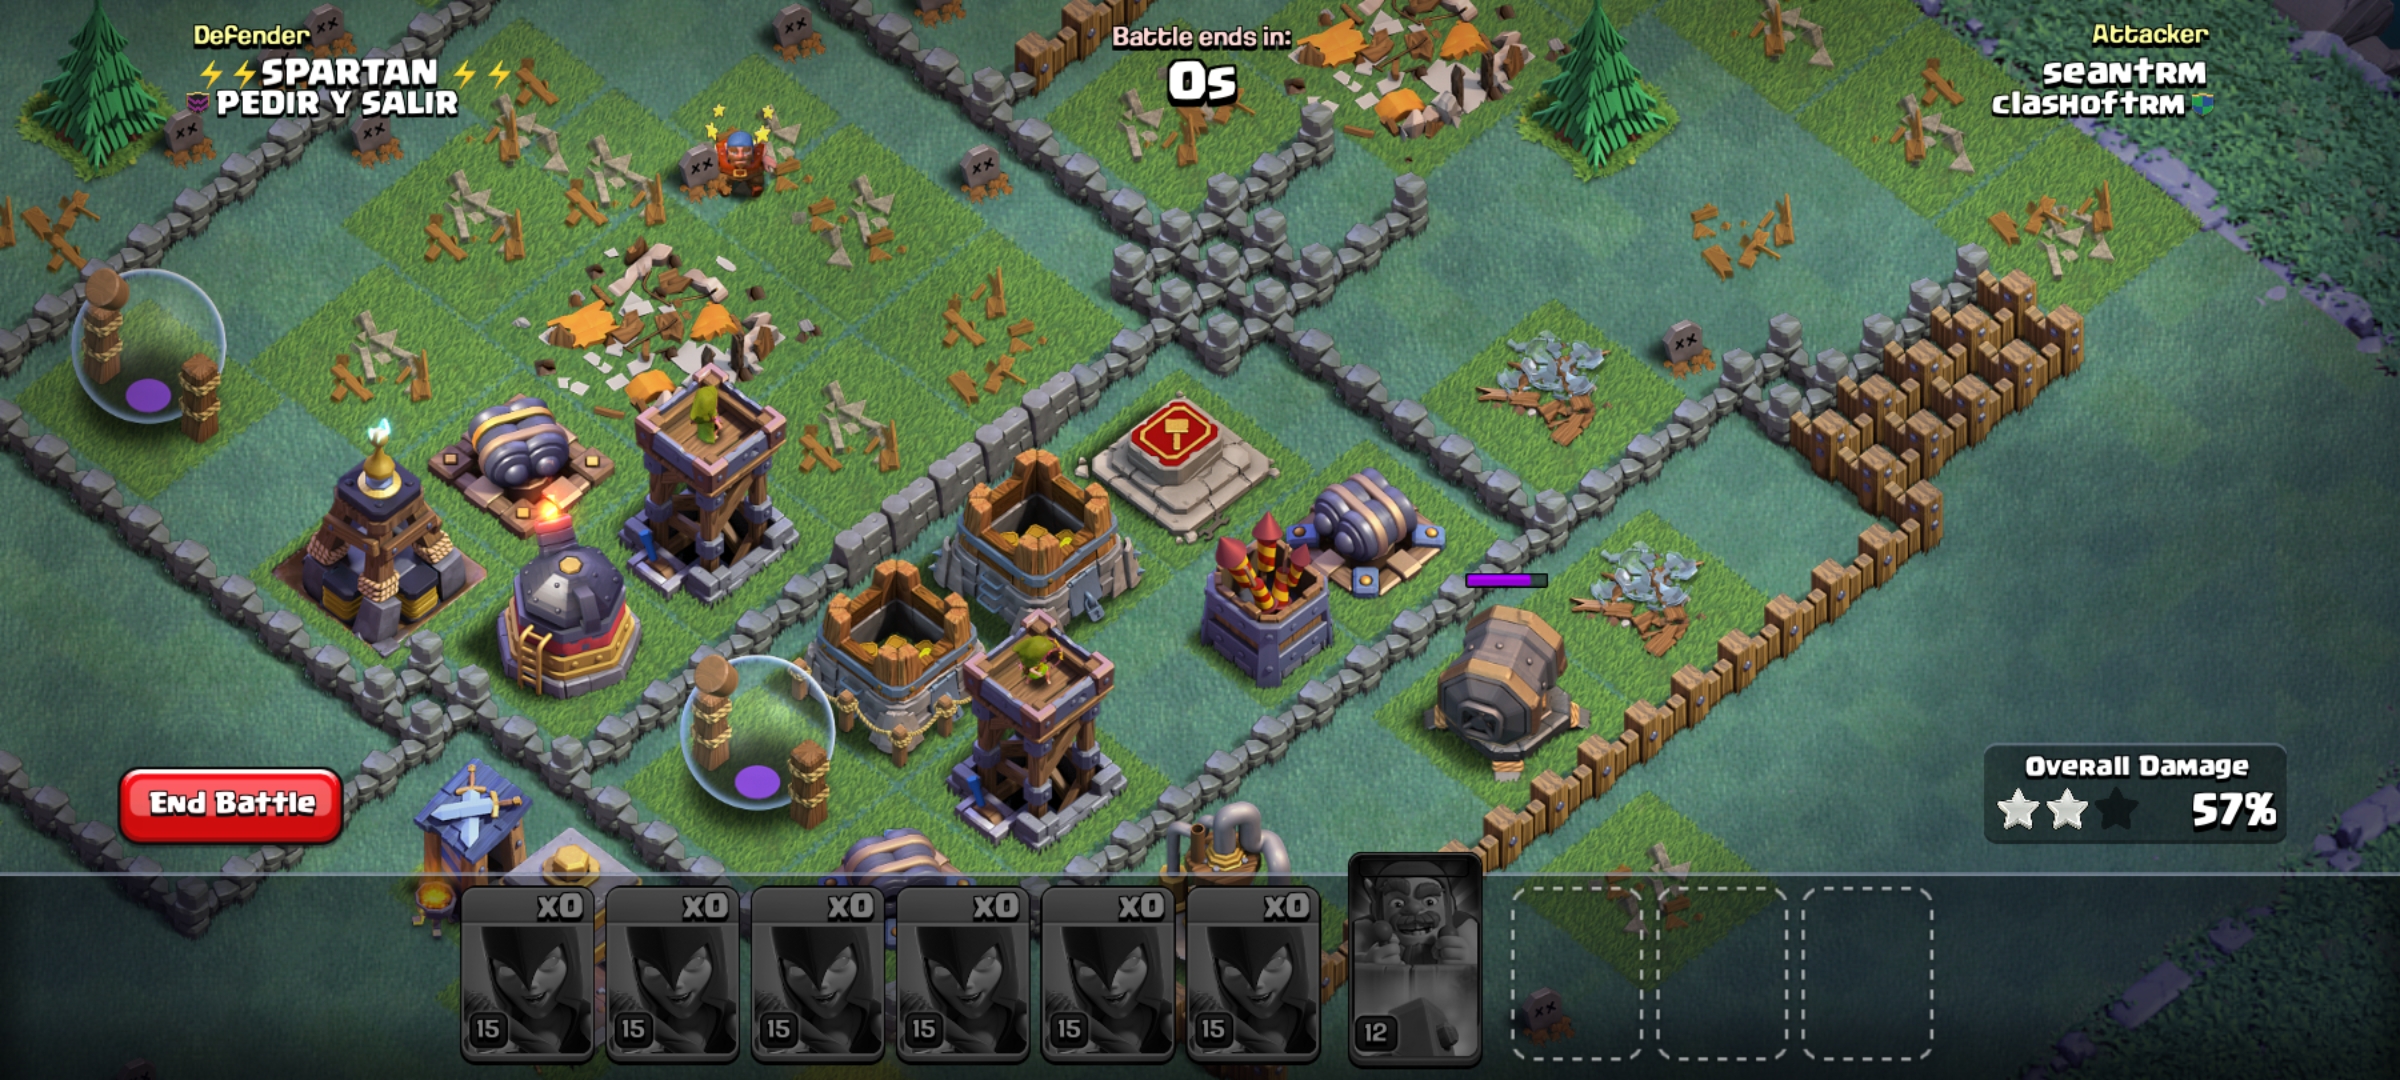 Defender
⚡⚡SPARTAN⚡⚡
PEDIR Y SALIR
Battle ends in:
0s
Attacker
seantRM
clashoftRM
End Battle
Overall Damage
57%
x0
x0
x0
x0
x0
x0
15
15
15
15
15
15
12